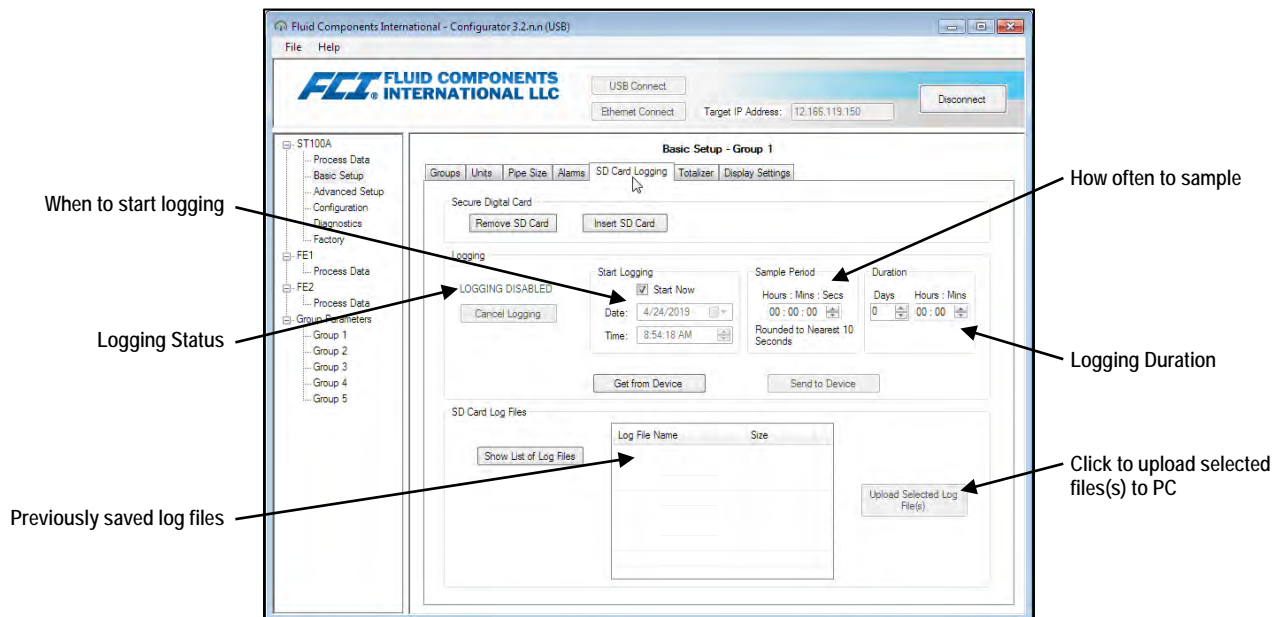 Fluid Components International - Configurator 3.2.n.n (USB)
File Help
FCI® FLUID COMPONENTS
INTERNATIONAL LLC
USB Connect
Ethernet Connect
Target IP Address: 12.166.119.150
Disconnect
ST100A
Process Data
Basic Setup
Advanced Setup
Configuration
Diagnostics
Factory
FE1
Process Data
FE2
Process Data
Group Parameters
Group 1
Group 2
Group 3
Group 4
Group 5
Basic Setup - Group 1
Groups Units Pipe Size Alarms SD Card Logging Totalizer Display Settings
Secure Digital Card
Remove SD Card Insert SD Card
Logging
LOGGING DISABLED
Cancel Logging
Start Logging
Start Now
Date: 4/24/2019
Time: 8:54:18 AM
Sample Period
Hours : Mins : Secs
00 : 00 : 00
Rounded to Nearest 10
Seconds
Duration
Days Hours : Mins
0 00 : 00
Get from Device Send to Device
SD Card Log Files
Show List of Log Files
Log File Name Size
Upload Selected Log
File(s)
When to start logging
Logging Status
Previously saved log files
How often to sample
Logging Duration
Click to upload selected
files(s) to PC